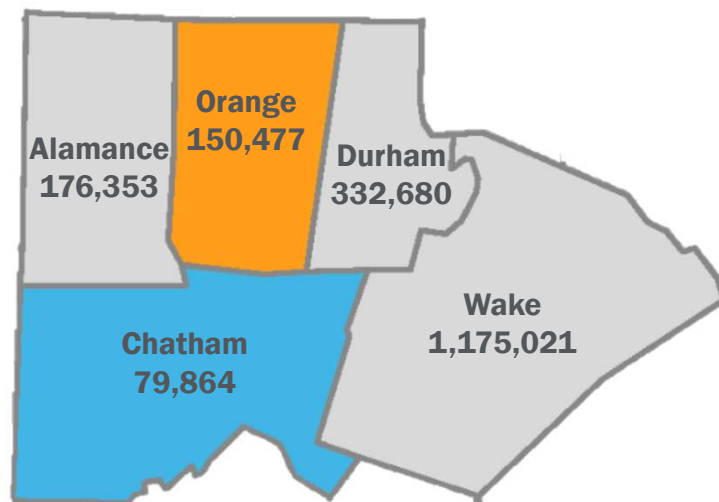 Orange
150,477
Alamance
176,353
Durham
332,680
Wake
1,175,021
Chatham
79,864